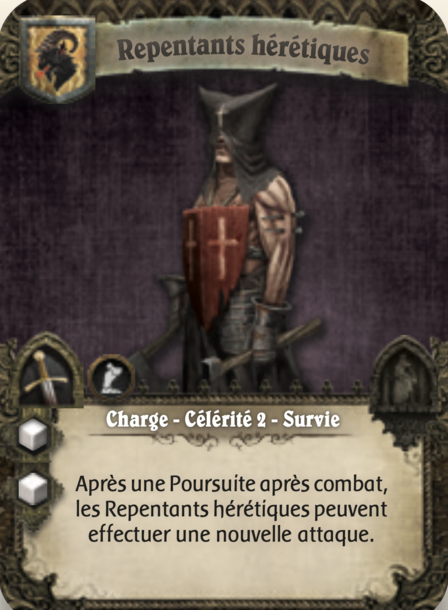 Repentants hérétiques
Charge - Célérité 2 - Survie
Après une Poursuite après combat,
les Repentants hérétiques peuvent
effectuer une nouvelle attaque.